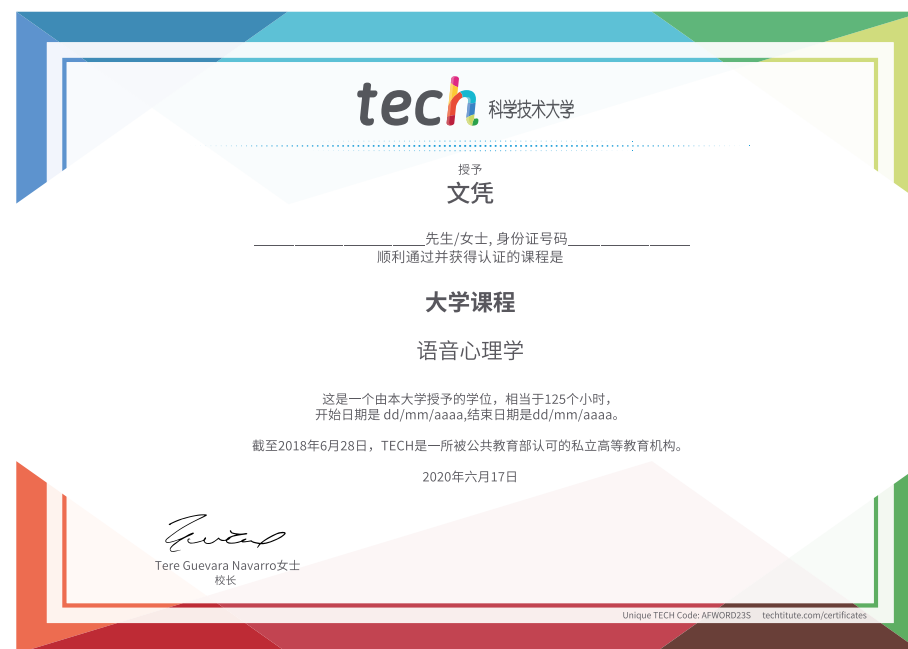 tech 科学技术大学
授予
文凭
____________________先生/女士, 身份证号码______________
顺利通过并获得认证的课程是
大学课程
语音心理学
这是一个由本大学授予的学位，相当于125个小时，
开始日期是 dd/mm/aaaa,结束日期是dd/mm/aaaa。
截至2018年6月28日，TECH是一所被公共教育部认可的私立高等教育机构。
2020年六月17日
Tere Guevara Navarro女士
校长
Unique TECH Code: AFWORD23S techtitute.com/certificates